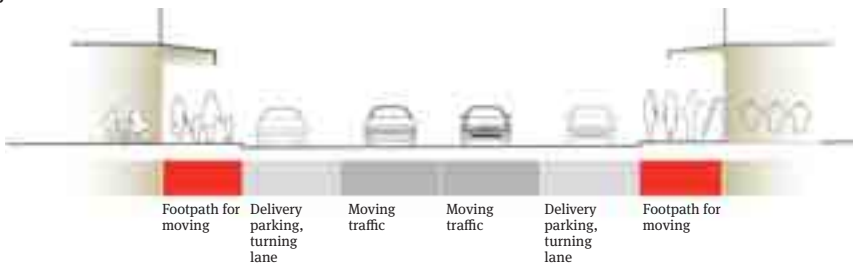 Footpath for
moving
Delivery
parking,
turning
lane
Moving
traffic
Moving
traffic
Delivery
parking,
turning
lane
Footpath for
moving